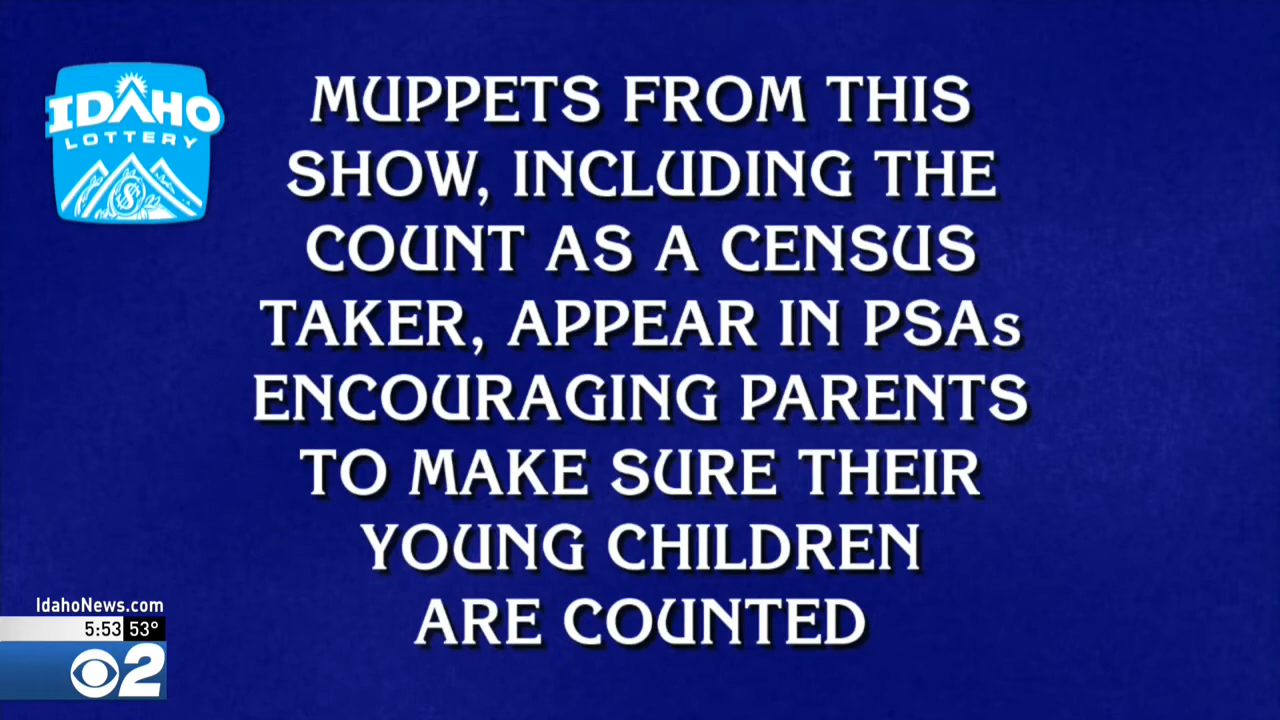 IDAHO
LOTTERY
MUPPETS FROM THIS
SHOW, INCLUDING THE
COUNT AS A CENSUS
TAKER, APPEAR IN PSAs
ENCOURAGING PARENTS
TO MAKE SURE THEIR
YOUNG CHILDREN
ARE COUNTED
IdahoNews.com
5:53 53°
2